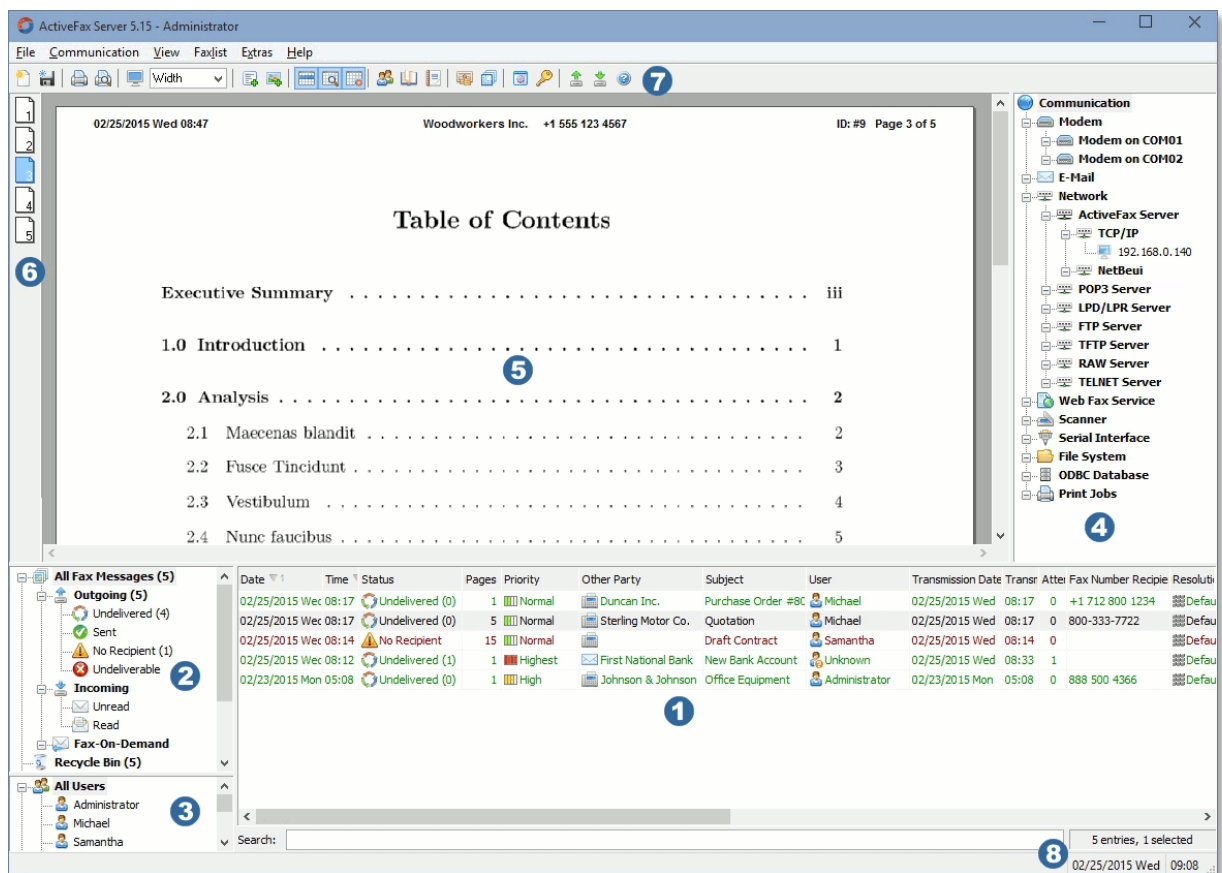 ActiveFax Server 5.15 - Administrator
File Communication View Faxlist Extras Help
Width
7
1
2
3
4
5
6
02/25/2015 Wed 08:47 Woodworkers Inc. +1 555 123 4567 ID: #9 Page 3 of 5
Table of Contents
Executive Summary . . . . . . . . . . . . . . . . . . . . . . . . . . . . . . iii
1.0 Introduction . . . . . . . . . . . . . . . . . . . . . . . . . . . . . . . . 1
5
2.0 Analysis . . . . . . . . . . . . . . . . . . . . . . . . . . . . . . . . . . . 2
2.1 Maecenas blandit . . . . . . . . . . . . . . . . . . . . . . . . . . . . 2
2.2 Fusce Tincidunt . . . . . . . . . . . . . . . . . . . . . . . . . . . . . 3
2.3 Vestibulum . . . . . . . . . . . . . . . . . . . . . . . . . . . . . . . 4
2.4 Nunc faucibus . . . . . . . . . . . . . . . . . . . . . . . . . . . . . . 5
Communication
Modem
Modem on COM01
Modem on COM02
E-Mail
Network
ActiveFax Server
TCP/IP
192.168.0.140
NetBeui
POP3 Server
LPD/LPR Server
FTP Server
TFTP Server
RAW Server
TELNET Server
Web Fax Service
Scanner
Serial Interface
File System
ODBC Database
Print Jobs
4
All Fax Messages (5)
Outgoing (5)
Undelivered (4)
Sent
No Recipient (1)
Undeliverable
2
Incoming
Unread
Read
Fax-On-Demand
Recycle Bin (5)
All Users
Administrator
Michael
Samantha
3
Date 1 Time Status Pages Priority Other Party Subject User Transmission Date Transm Atte Fax Number Recipie Resoluti
02/25/2015 Wed 08:17 Undelivered (0) 1 Normal Duncan Inc. Purchase Order #80 Michael 02/25/2015 Wed 08:17 0 +1 712 800 1234 Defau
02/25/2015 Wed 08:17 Undelivered (0) 5 Normal Sterling Motor Co. Quotation Michael 02/25/2015 Wed 08:17 0 800-333-7722 Defau
02/25/2015 Wed 08:14 No Recipient 15 Normal Draft Contract Samantha 02/25/2015 Wed 08:14 0 Defau
02/25/2015 Wed 08:12 Undelivered (1) 1 Highest First National Bank New Bank Account Unknown 02/25/2015 Wed 08:33 1 Defau
02/23/2015 Mon 05:08 Undelivered (0) 1 High Johnson & Johnson Office Equipment Administrator 02/23/2015 Mon 05:08 0 888 500 4366 Defau
1
Search: 5 entries, 1 selected
8
02/25/2015 Wed 09:08